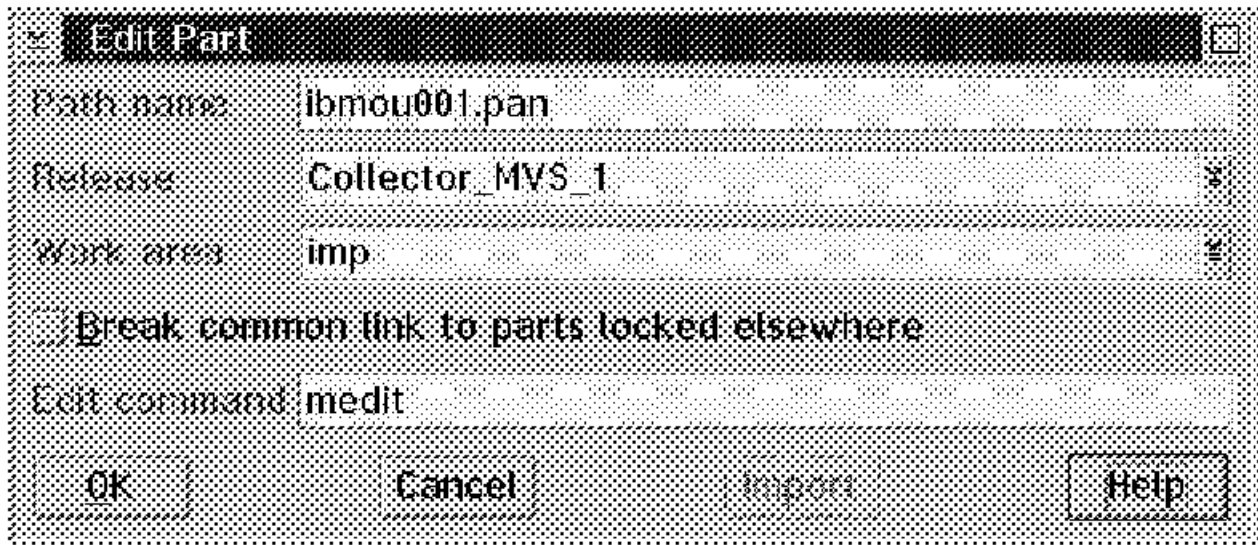 Edit Part
Path name ibmou001.pan
Release Collector_MVS_1
Work area imp
Break common link to parts locked elsewhere
Edit command medit
OK Cancel Import Help